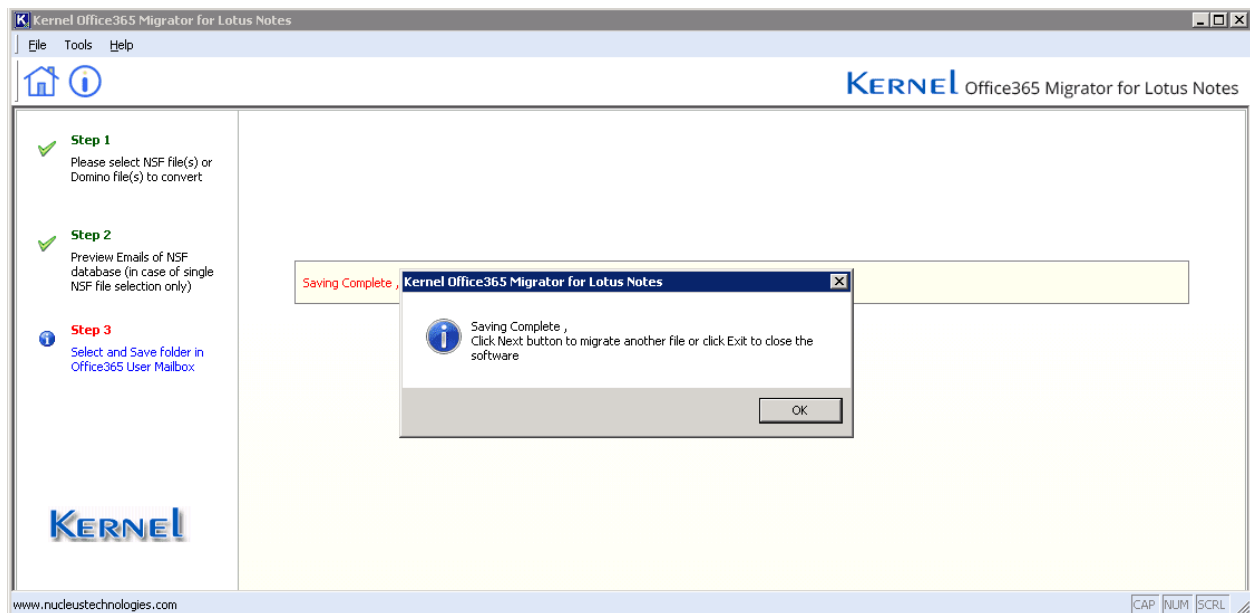 Kernel Office365 Migrator for Lotus Notes
File Tools Help
KERNEL Office365 Migrator for Lotus Notes
Step 1
Please select NSF file(s) or
Domino file(s) to convert
Step 2
Preview Emails of NSF
database (in case of single
NSF file selection only)
Step 3
Select and Save folder in
Office365 User Mailbox
Saving Complete ,
Kernel Office365 Migrator for Lotus Notes
Saving Complete ,
Click Next button to migrate another file or click Exit to close the
software
OK
KERNEL
www.nucleustechnologies.com
CAP NUM SCRL